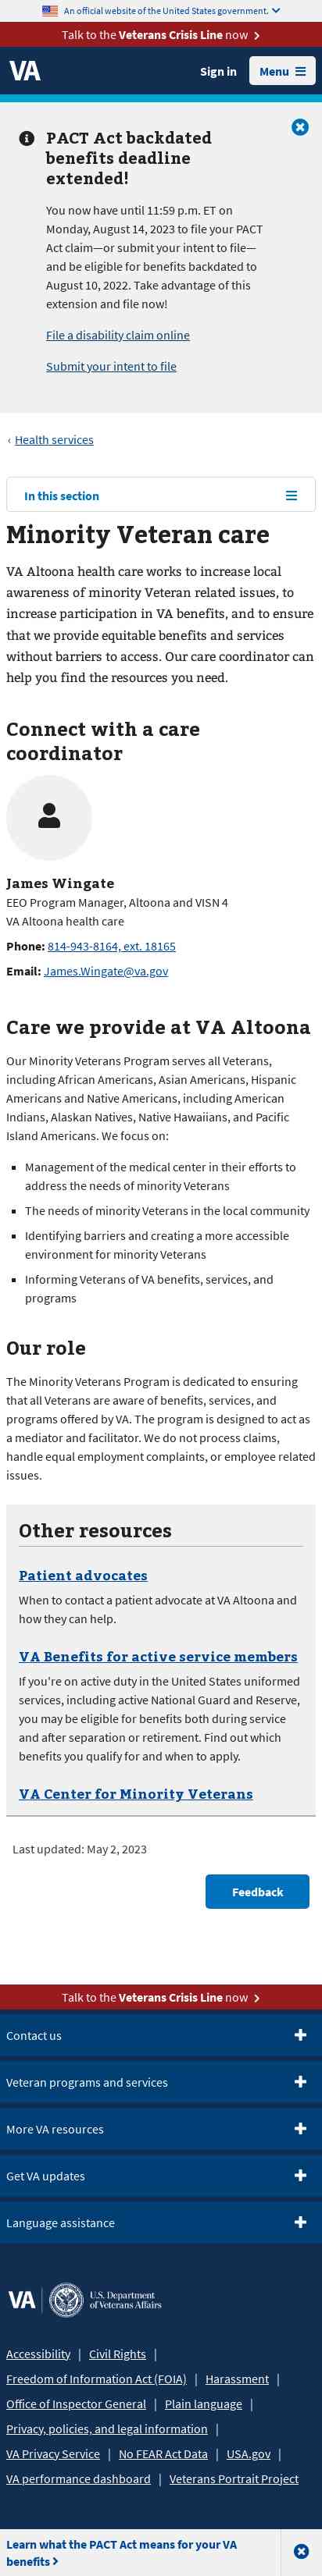 An official website of the United States government.
Talk to the Veterans Crisis Line now
VA
Sign in
Menu
PACT Act backdated
benefits deadline
extended!
You now have until 11:59 p.m. ET on
Monday, August 14, 2023 to file your PACT
Act claim—or submit your intent to file—
and be eligible for benefits backdated to
August 10, 2022. Take advantage of this
extension and file now!
File a disability claim online
Submit your intent to file
‹ Health services
In this section
Minority Veteran care
VA Altoona health care works to increase local
awareness of minority Veteran related issues, to
increase participation in VA benefits, and to ensure
that we provide equitable benefits and services
without barriers to access. Our care coordinator can
help you find the resources you need.
Connect with a care
coordinator
James Wingate
EEO Program Manager, Altoona and VISN 4
VA Altoona health care
Phone: 814-943-8164, ext. 18165
Email: James.Wingate@va.gov
Care we provide at VA Altoona
Our Minority Veterans Program serves all Veterans,
including African Americans, Asian Americans, Hispanic
Americans and Native Americans, including American
Indians, Alaskan Natives, Native Hawaiians, and Pacific
Island Americans. We focus on:
Management of the medical center in their efforts to
address the needs of minority Veterans
The needs of minority Veterans in the local community
Identifying barriers and creating a more accessible
environment for minority Veterans
Informing Veterans of VA benefits, services, and
programs
Our role
The Minority Veterans Program is dedicated to ensuring
that all Veterans are aware of benefits, services, and
programs offered by VA. The program is designed to act as
a mediator and facilitator. We do not process claims,
handle equal employment complaints, or employee related
issues.
Other resources
Patient advocates
When to contact a patient advocate at VA Altoona and
how they can help.
VA Benefits for active service members
If you're on active duty in the United States uniformed
services, including active National Guard and Reserve,
you may be eligible for benefits both during service
and after separation or retirement. Find out which
benefits you qualify for and when to apply.
VA Center for Minority Veterans
Last updated: May 2, 2023
Feedback
Talk to the Veterans Crisis Line now
Contact us
Veteran programs and services
More VA resources
Get VA updates
Language assistance
VA
U.S. Department
of Veterans Affairs
Accessibility | Civil Rights |
Freedom of Information Act (FOIA) | Harassment |
Office of Inspector General | Plain language |
Privacy, policies, and legal information |
VA Privacy Service | No FEAR Act Data | USA.gov |
VA performance dashboard | Veterans Portrait Project
Learn what the PACT Act means for your VA
benefits